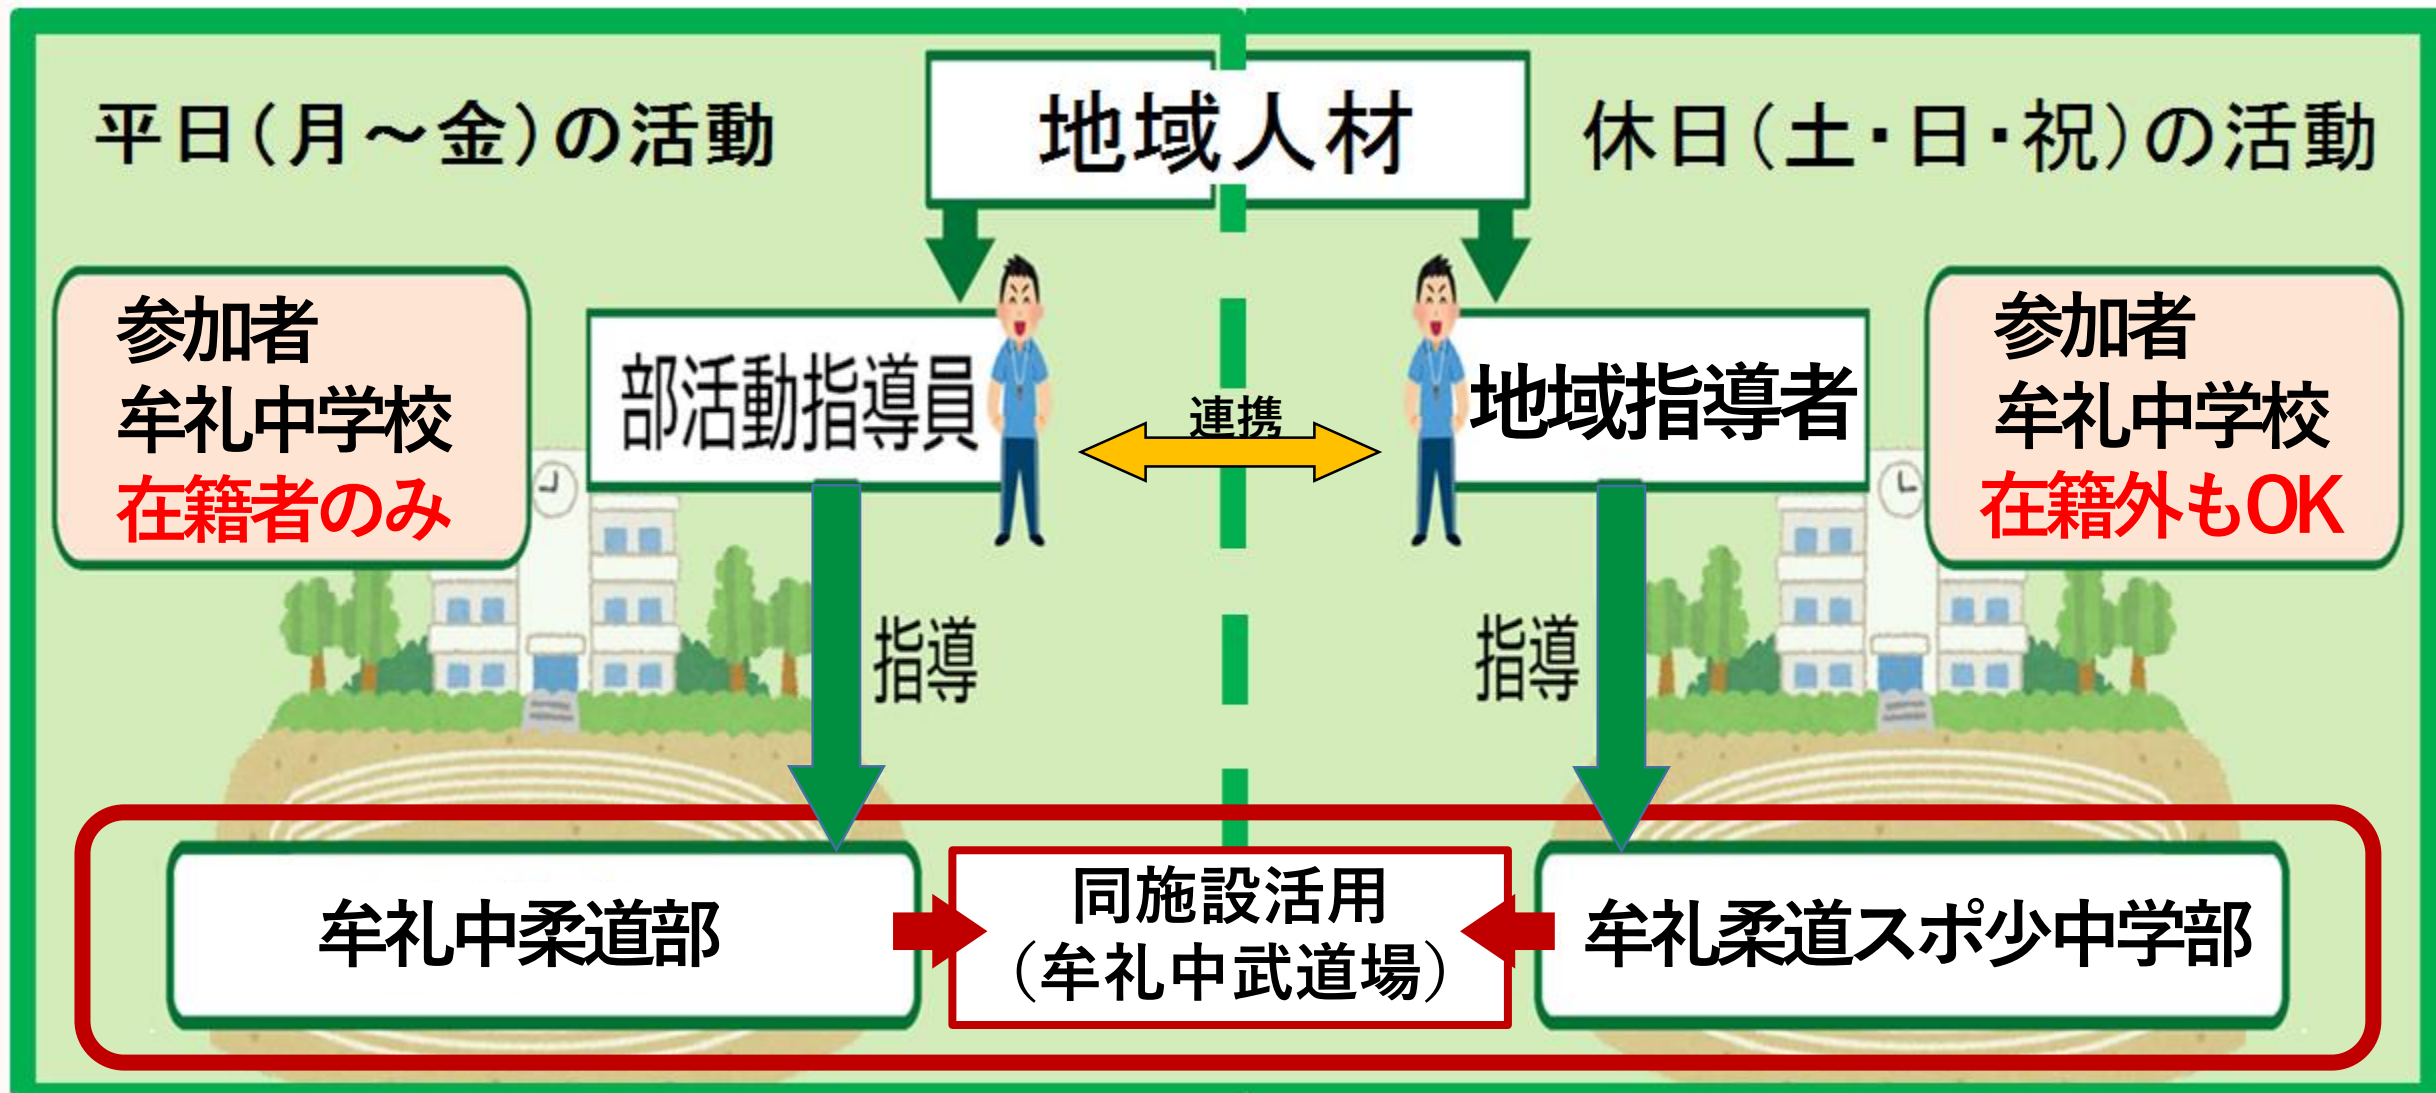 平日(月～金)の活動
地域人材
休日(土・日・祝)の活動
参加者
牟礼中学校
在籍者のみ
部活動指導員
連携
地域指導者
参加者
牟礼中学校
在籍外もOK
指導
指導
牟礼中柔道部
同施設活用
(牟礼中武道場)
牟礼柔道スポ少中学部